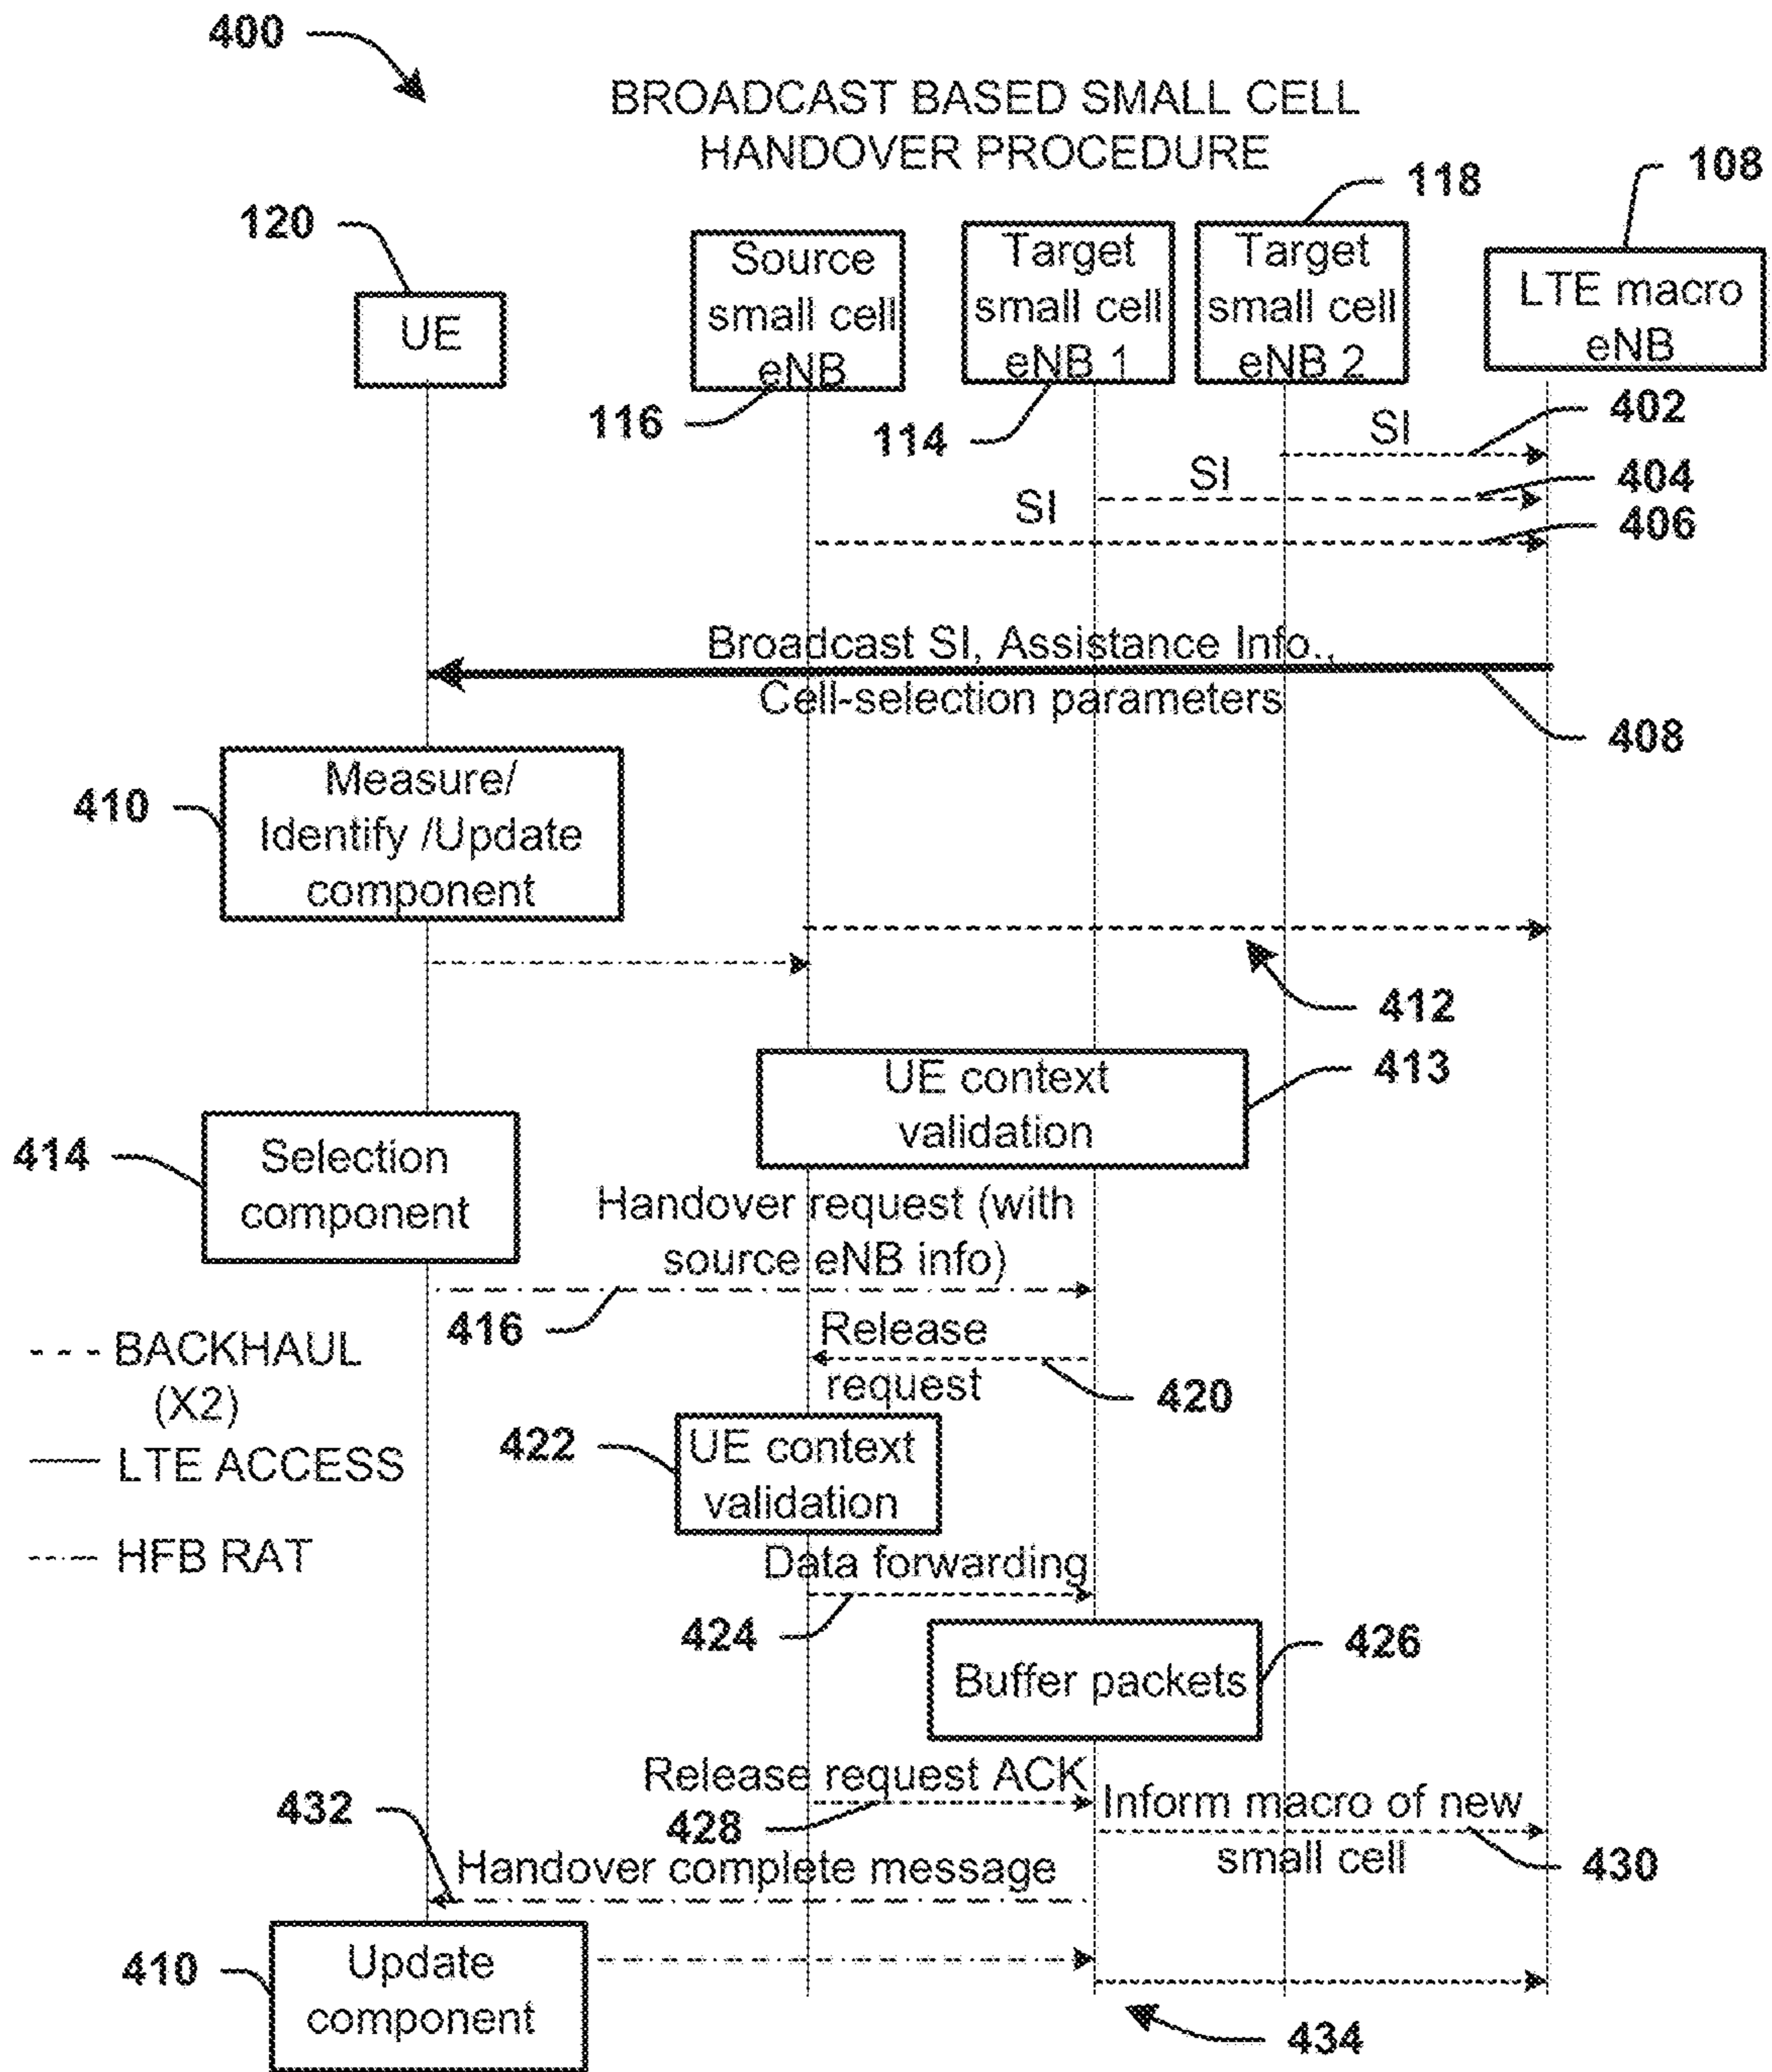 400
BROADCAST BASED SMALL CELL
HANDOVER PROCEDURE
108
118
120
UE
Source
small cell
eNB
Target
small cell
eNB 1
Target
small cell
eNB 2
LTE macro
eNB
116
114
SI
402
SI
404
SI
406
Broadcast SI, Assistance Info.,
Cell-selection parameters
408
410
Measure/
Identify /Update
component
412
UE context
validation
413
414
Selection
component
Handover request (with
source eNB info)
416
Release
request
420
- - - BACKHAUL
(X2)
LTE ACCESS
HFB RAT
422
UE context
validation
Data forwarding
424
Buffer packets
426
Release request ACK
428
Inform macro of new
small cell
430
432
Handover complete message
410
Update
component
434